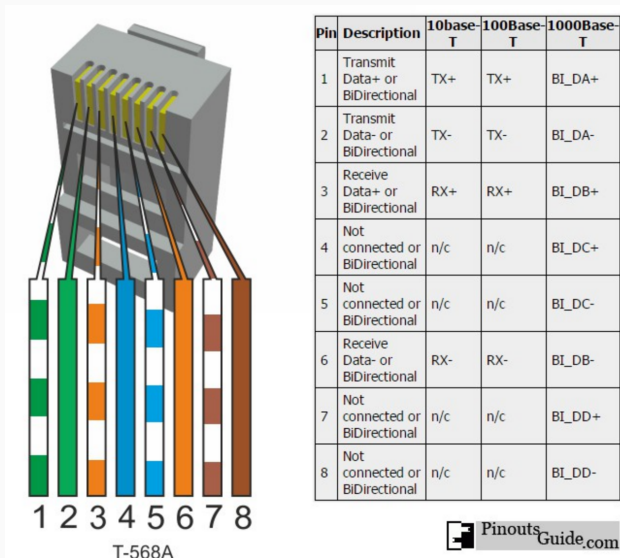 Pin Description 10base-T 100Base-T 1000Base-T
1 Transmit Data+ or BiDirectional TX+ TX+ BI_DA+
2 Transmit Data- or BiDirectional TX- TX- BI_DA-
3 Receive Data+ or BiDirectional RX+ RX+ BI_DB+
4 Not connected or BiDirectional n/c n/c BI_DC+
5 Not connected or BiDirectional n/c n/c BI_DC-
6 Receive Data- or BiDirectional RX- RX- BI_DB-
7 Not connected or BiDirectional n/c n/c BI_DD+
8 Not connected or BiDirectional n/c n/c BI_DD-
1 2 3 4 5 6 7 8
T-568A
PinoutsGuide.com